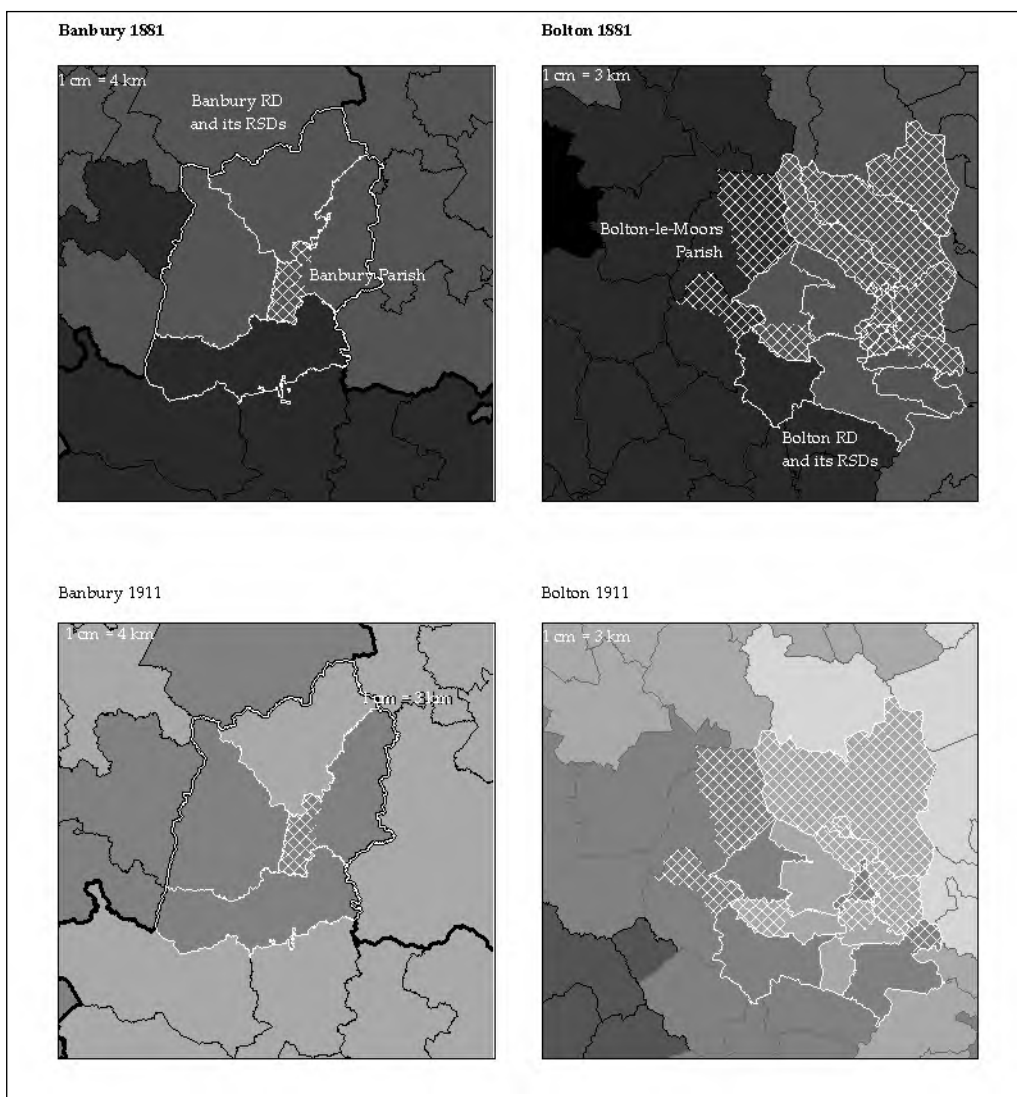 Banbury 1881
Bolton 1881
1 cm = 4 km
Banbury RD
and its RSDs
Banbury Parish
1 cm = 3 km
Bolton-le-Moors
Parish
Bolton RD
and its RSDs
Banbury 1911
Bolton 1911
1 cm = 4 km
1 cm = 3 km
1 cm = 3 km